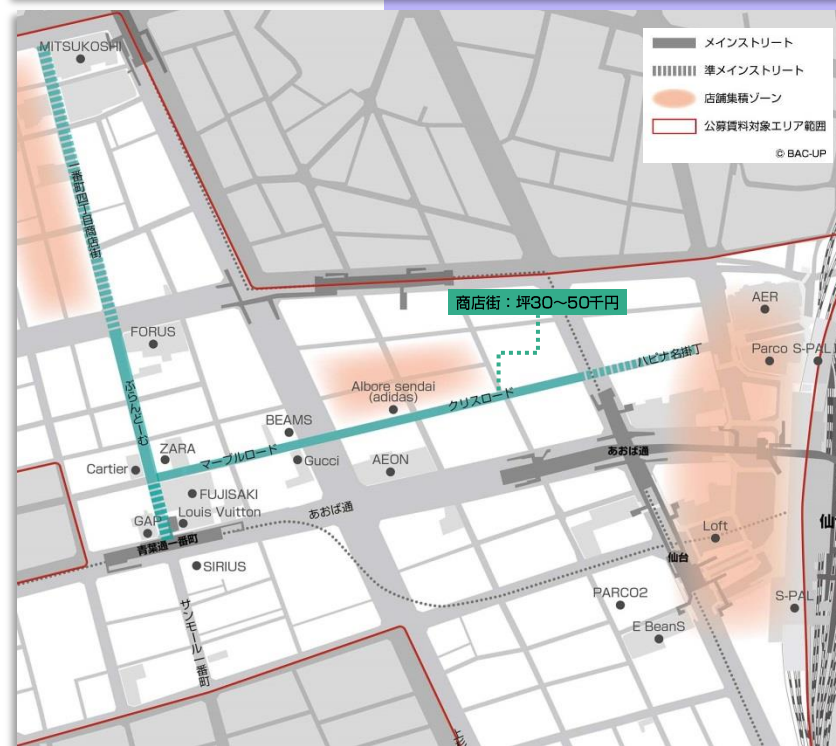 MITSUKOSHI
メインストリート
準メインストリート
店舗集積ゾーン
公募賃料対象エリア範囲
© BAC-UP
一番町四丁目商店街
商店街：坪30～50千円
AER
FORUS
Parco
S-PAL
ハピナ名掛丁
Albore sendai
(adidas)
クリスロード
ぶらんどーむ
BEAMS
ZARA
マーブルロード
Gucci
Cartier
AEON
あおば通
FUJISAKI
Louis Vuitton
あおば通
GAP
青葉通一番町
Loft
仙
SIRIUS
仙台
PARCO2
S-PAL
サンモール一番町
E BeanS